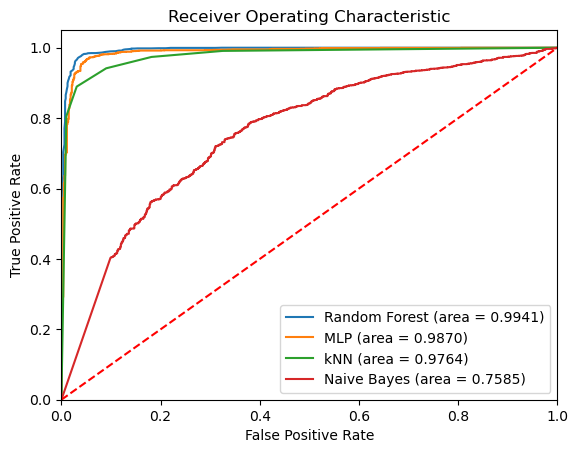 Receiver Operating Characteristic
True Positive Rate
1.0
0.8
0.6
0.4
0.2
0.0
Random Forest (area = 0.9941)
MLP (area = 0.9870)
kNN (area = 0.9764)
Naive Bayes (area = 0.7585)
0.0 0.2 0.4 0.6 0.8 1.0
False Positive Rate